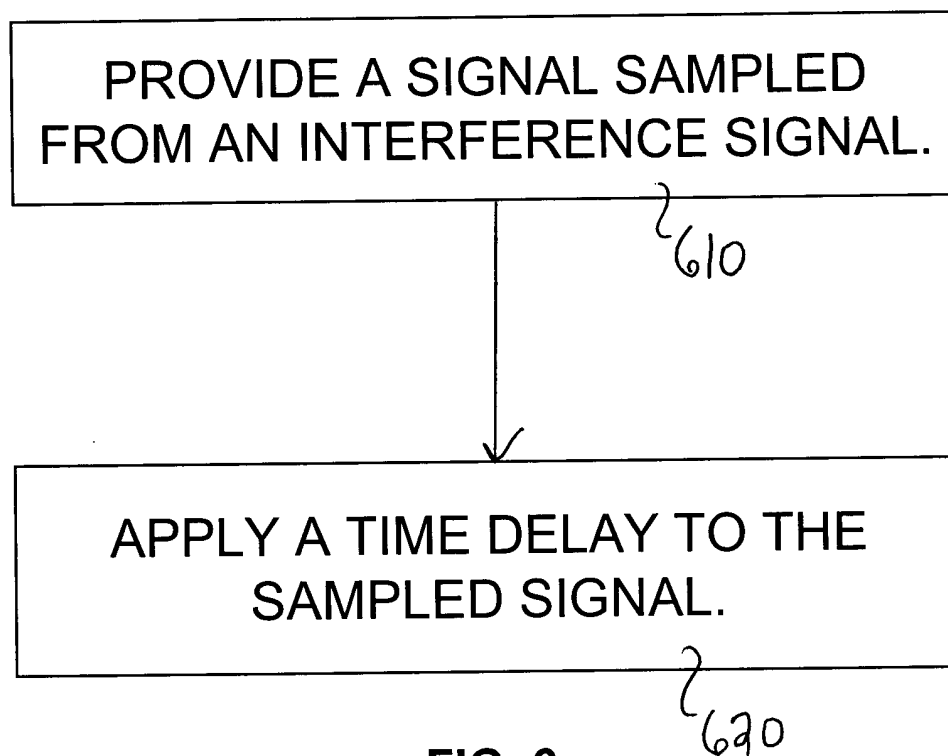 PROVIDE A SIGNAL SAMPLED
FROM AN INTERFERENCE SIGNAL.
610
APPLY A TIME DELAY TO THE
SAMPLED SIGNAL.
620